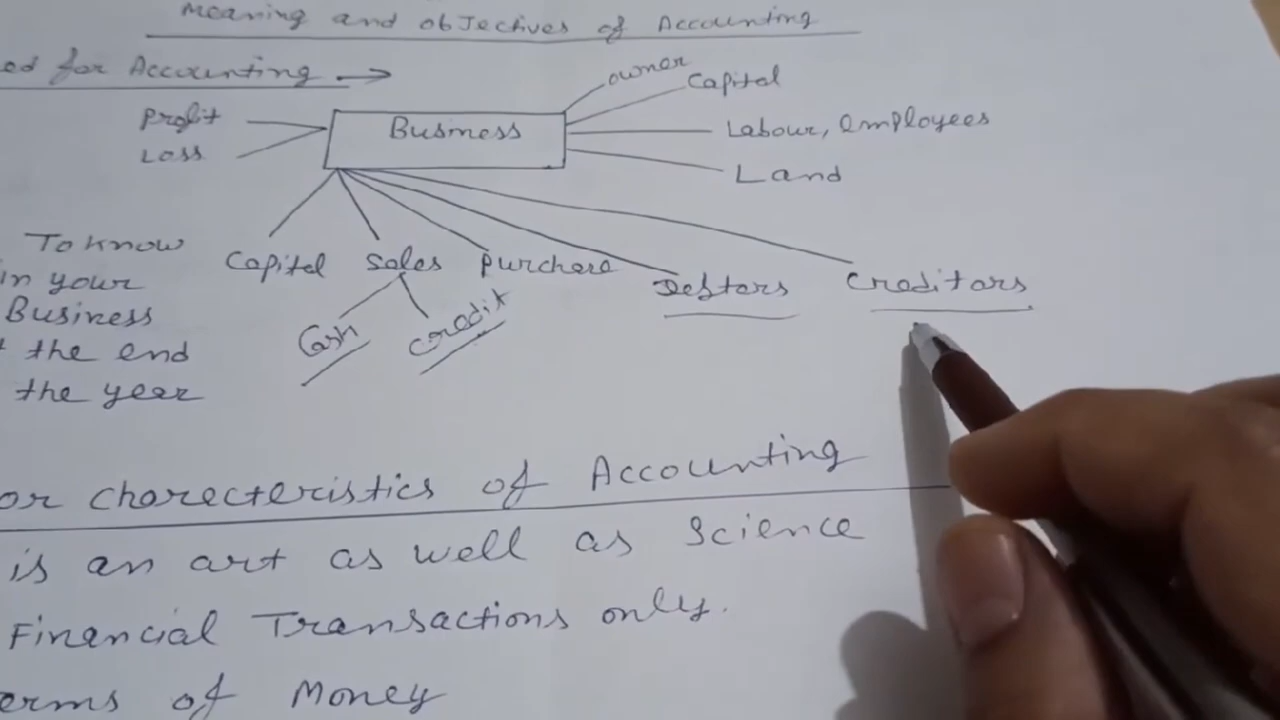 Meaning and objectives of Accounting
ed for Accounting →
owner
Capital
Profit
Business
Labour, employees
Loss
Land
To know
Capital Sales Purchase Debtors Creditors
in your
Business
Cash Credit
t the end
the year
or charecteristics of Accounting
is an art as well as Science
Financial Transactions only.
erms of Money